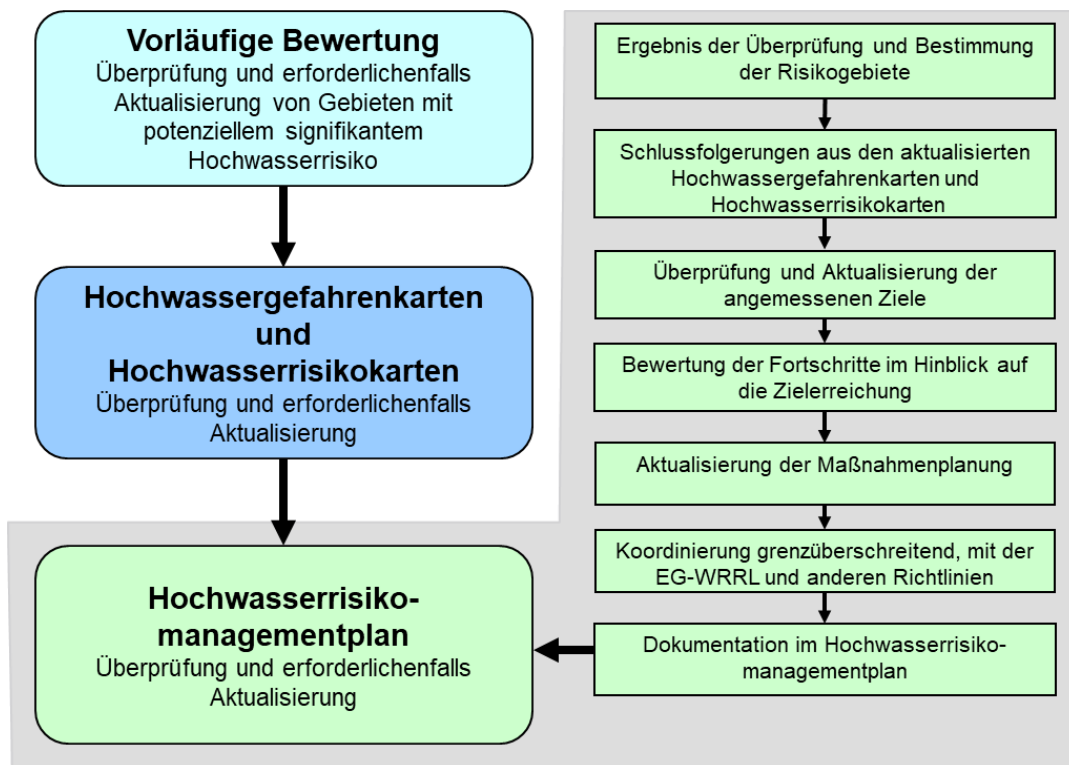 Vorläufige Bewertung
Überprüfung und erforderlichenfalls
Aktualisierung von Gebieten mit
potenziellem signifikantem
Hochwasserrisiko
Hochwassergefahrenkarten
und
Hochwasserrisikokarten
Überprüfung und erforderlichenfalls
Aktualisierung
Hochwasserrisiko-
managementplan
Überprüfung und erforderlichenfalls
Aktualisierung
Ergebnis der Überprüfung und Bestimmung
der Risikogebiete
Schlussfolgerungen aus den aktualisierten
Hochwassergefahrenkarten und
Hochwasserrisikokarten
Überprüfung und Aktualisierung der
angemessenen Ziele
Bewertung der Fortschritte im Hinblick auf
die Zielerreichung
Aktualisierung der Maßnahmenplanung
Koordinierung grenzüberschreitend, mit der
EG-WRRL und anderen Richtlinien
Dokumentation im Hochwasserrisiko-
managementplan